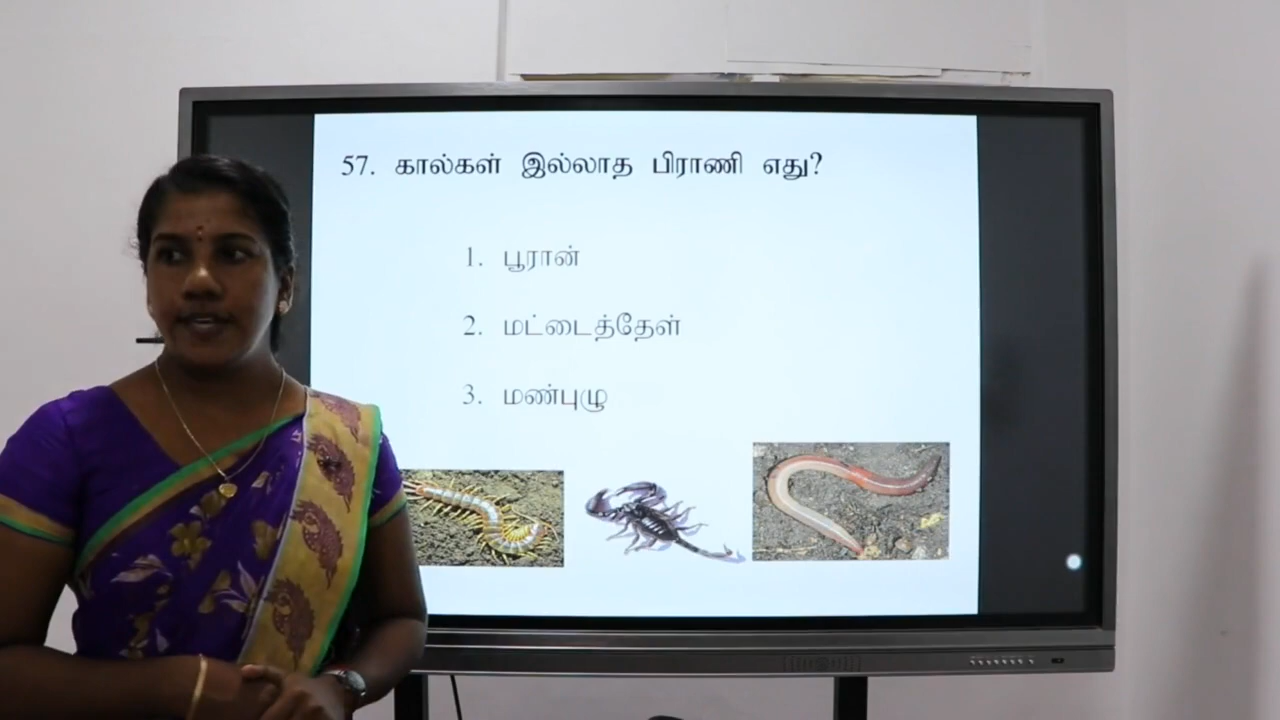 57. கால்கள் இல்லாத பிராணி எது?
1. பூரான்
2. மட்டைத்தேள்
3. மண்புழு